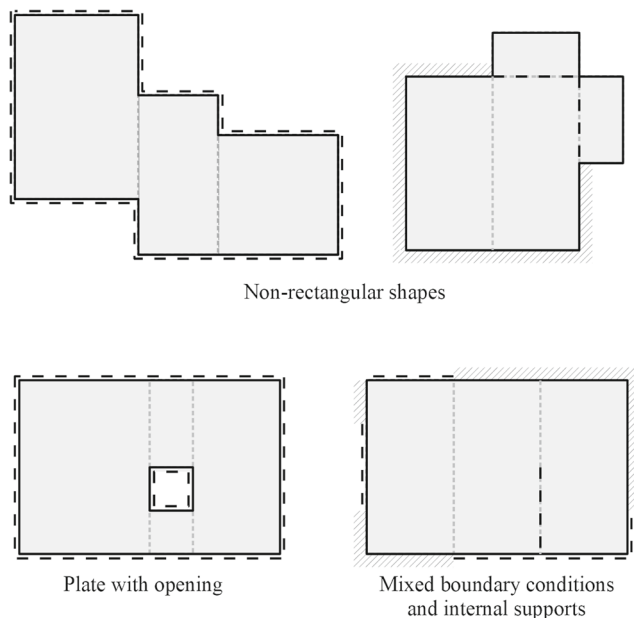 Non-rectangular shapes
Plate with opening
Mixed boundary conditions
and internal supports